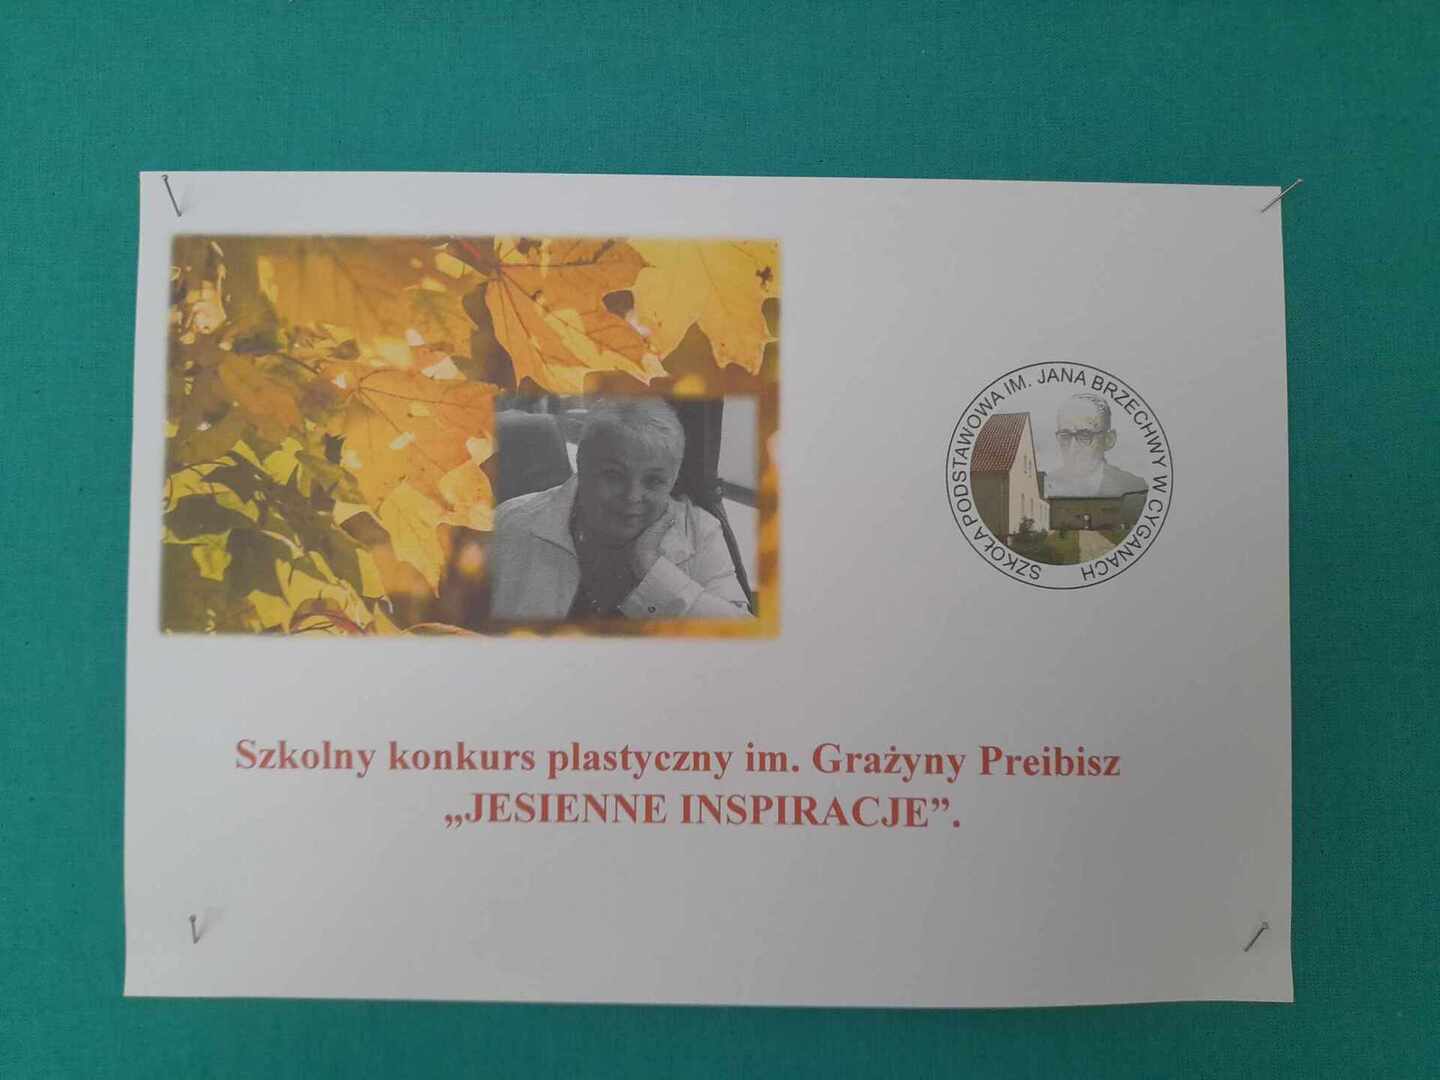 SZKOŁA PODSTAWOWA IM. JANA BRZECHWY W CYGANACH
Szkolny konkurs plastyczny im. Grażyny Preibisz
„JESIENNE INSPIRACJE”.